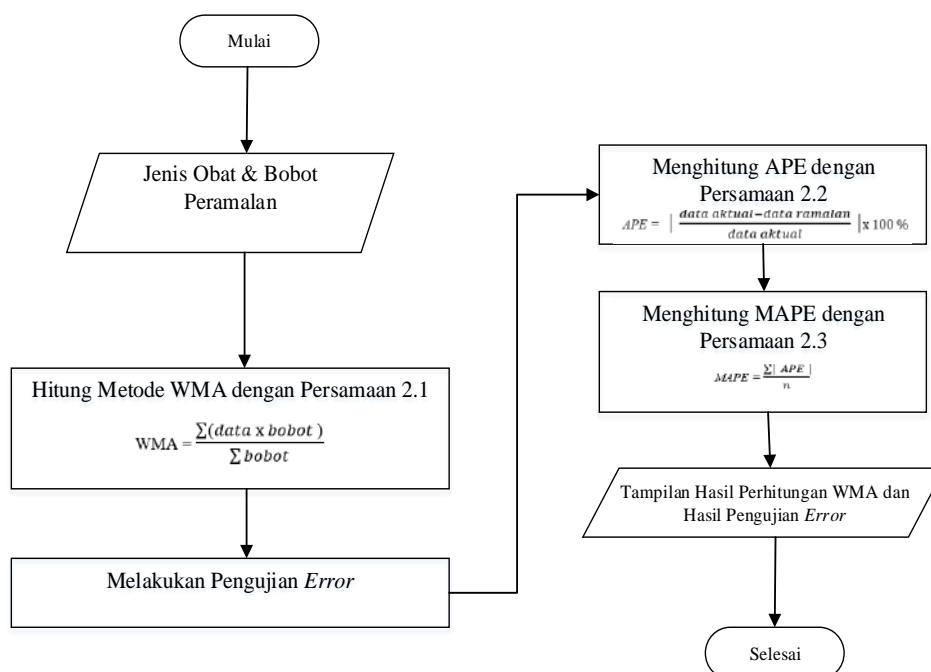 Mulai
Jenis Obat & Bobot
Peramalan
Hitung Metode WMA dengan Persamaan 2.1
WMA = ∑(data x bobot ) / ∑ bobot
Melakukan Pengujian Error
Menghitung APE dengan
Persamaan 2.2
APE = | data aktual−data ramalan / data aktual | x 100 %
Menghitung MAPE dengan
Persamaan 2.3
MAPE = ∑| APE | / n
Tampilan Hasil Perhitungan WMA dan
Hasil Pengujian Error
Selesai